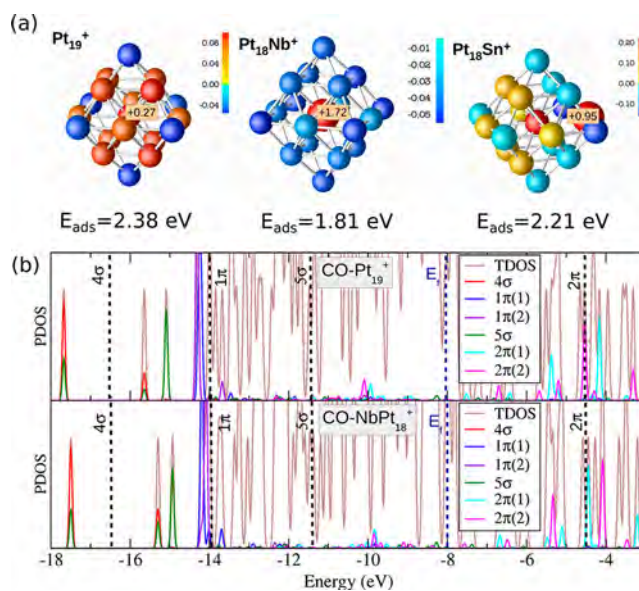 (a)
Pt19+
Pt18Nb+
Pt18Sn+
0.08
0.04
0.00
-0.04
-0.01
-0.02
-0.03
-0.04
-0.05
0.20
0.10
0.00
-0.10
+0.27
+1.72
+0.95
Eads=2.38 eV
Eads=1.81 eV
Eads=2.21 eV
(b)
PDOS
4σ
1π
5σ
CO-Pt19+
Ef
2π
TDOS
4σ
1π(1)
1π(2)
5σ
2π(1)
2π(2)
PDOS
4σ
1π
5σ
CO-NbPt18+
Ef
2π
TDOS
4σ
1π(1)
1π(2)
5σ
2π(1)
2π(2)
-18 -16 -14 -12 -10 -8 -6 -4
Energy (eV)